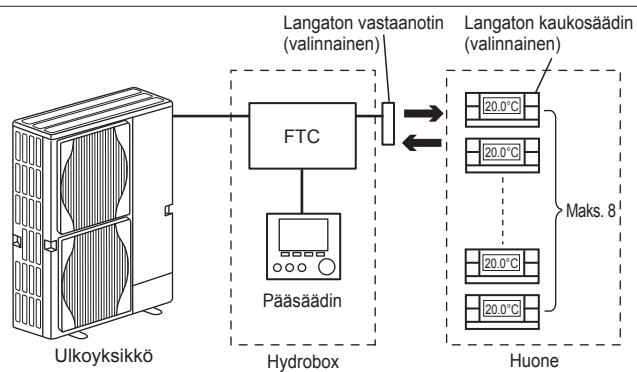 Langaton vastaanotin
(valinnainen)
Langaton kaukosäädin
(valinnainen)
FTC
20.0°C
20.0°C
Maks. 8
20.0°C
20.0°C
Pääsäädin
Ulkoyksikkö
Hydrobox
Huone